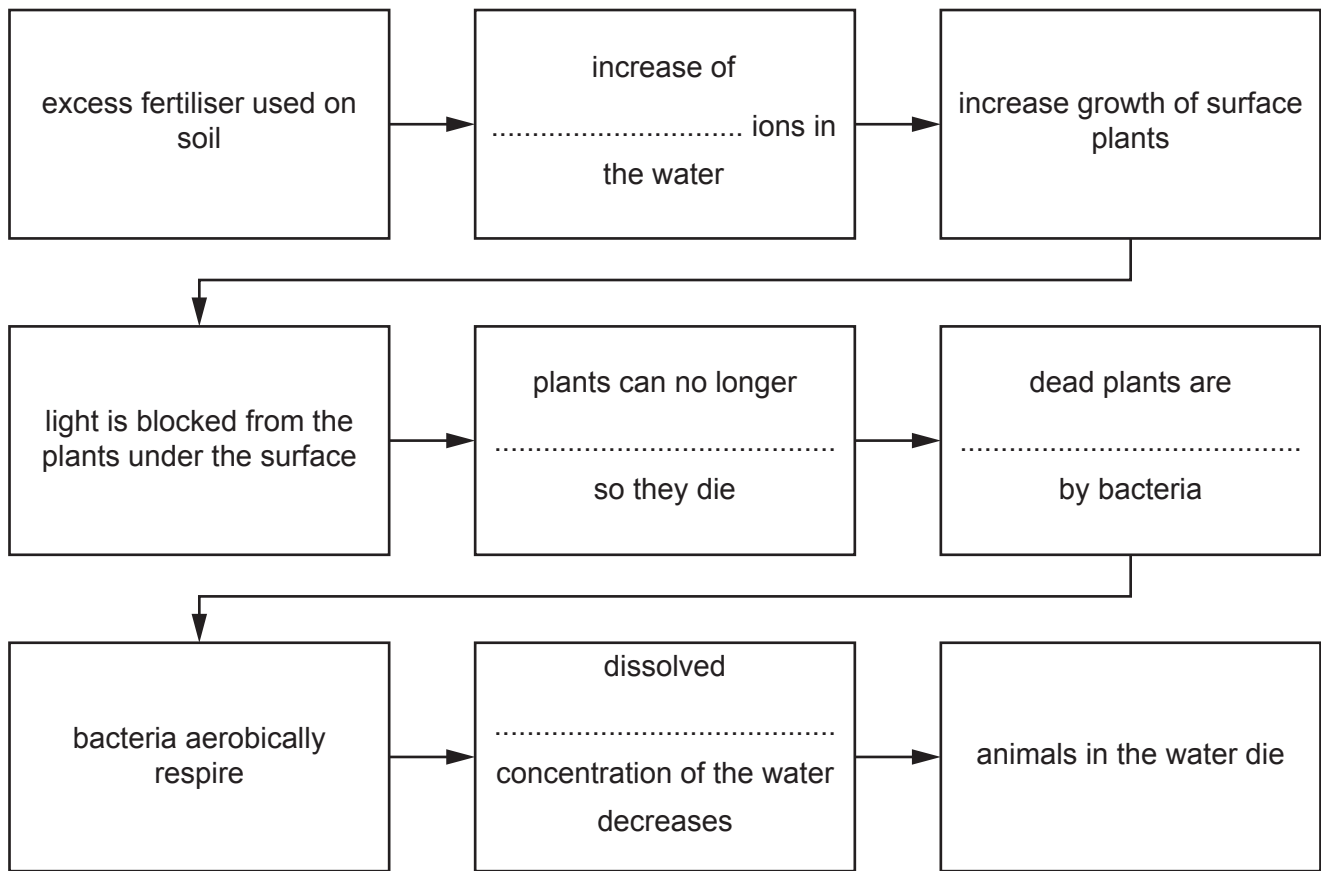 excess fertiliser used on
soil
increase of
.............................. ions in
the water
increase growth of surface
plants
light is blocked from the
plants under the surface
plants can no longer
........................................
so they die
dead plants are
........................................
by bacteria
bacteria aerobically
respire
dissolved
........................................
concentration of the water
decreases
animals in the water die